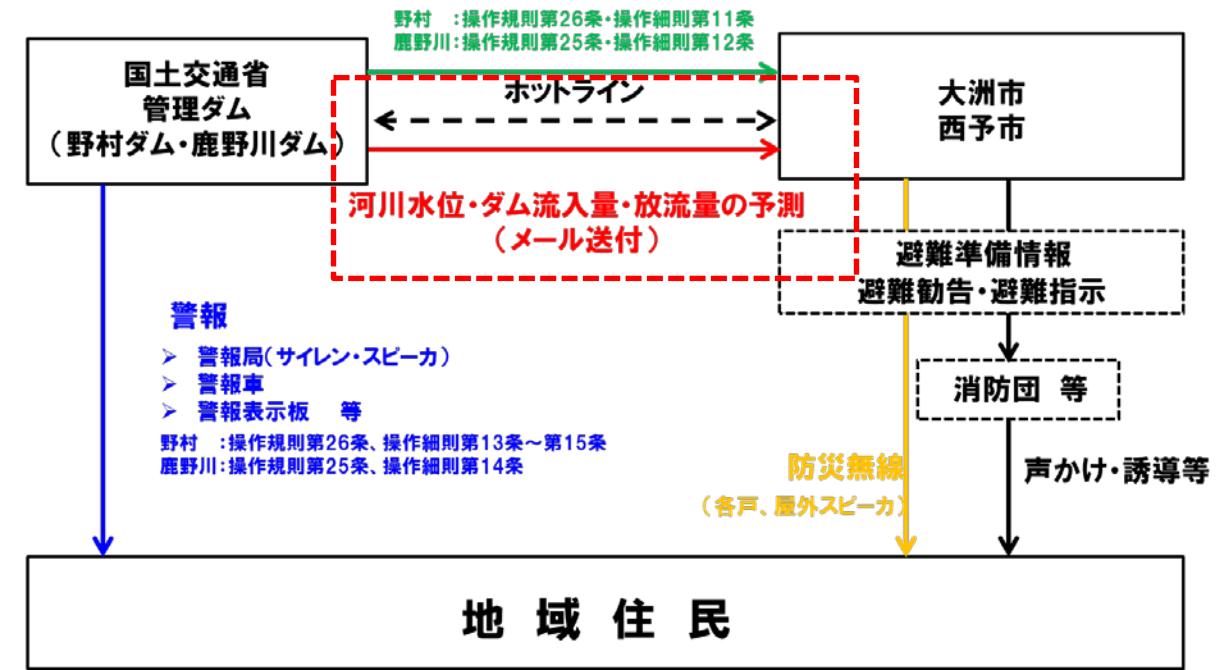 野村　：操作規則第26条・操作細則第11条
鹿野川：操作規則第25条・操作細則第12条
国土交通省
管理ダム
（野村ダム・鹿野川ダム）
ホットライン
大洲市
西予市
河川水位・ダム流入量・放流量の予測
（メール送付）
避難準備情報
避難勧告・避難指示
警報
➢ 警報局（サイレン・スピーカ）
➢ 警報車
➢ 警報表示板　等
野村　：操作規則第26条、操作細則第13条～第15条
鹿野川：操作規則第25条、操作細則第14条
消防団　等
防災無線
（各戸、屋外スピーカ）
声かけ・誘導等
地　域　住　民